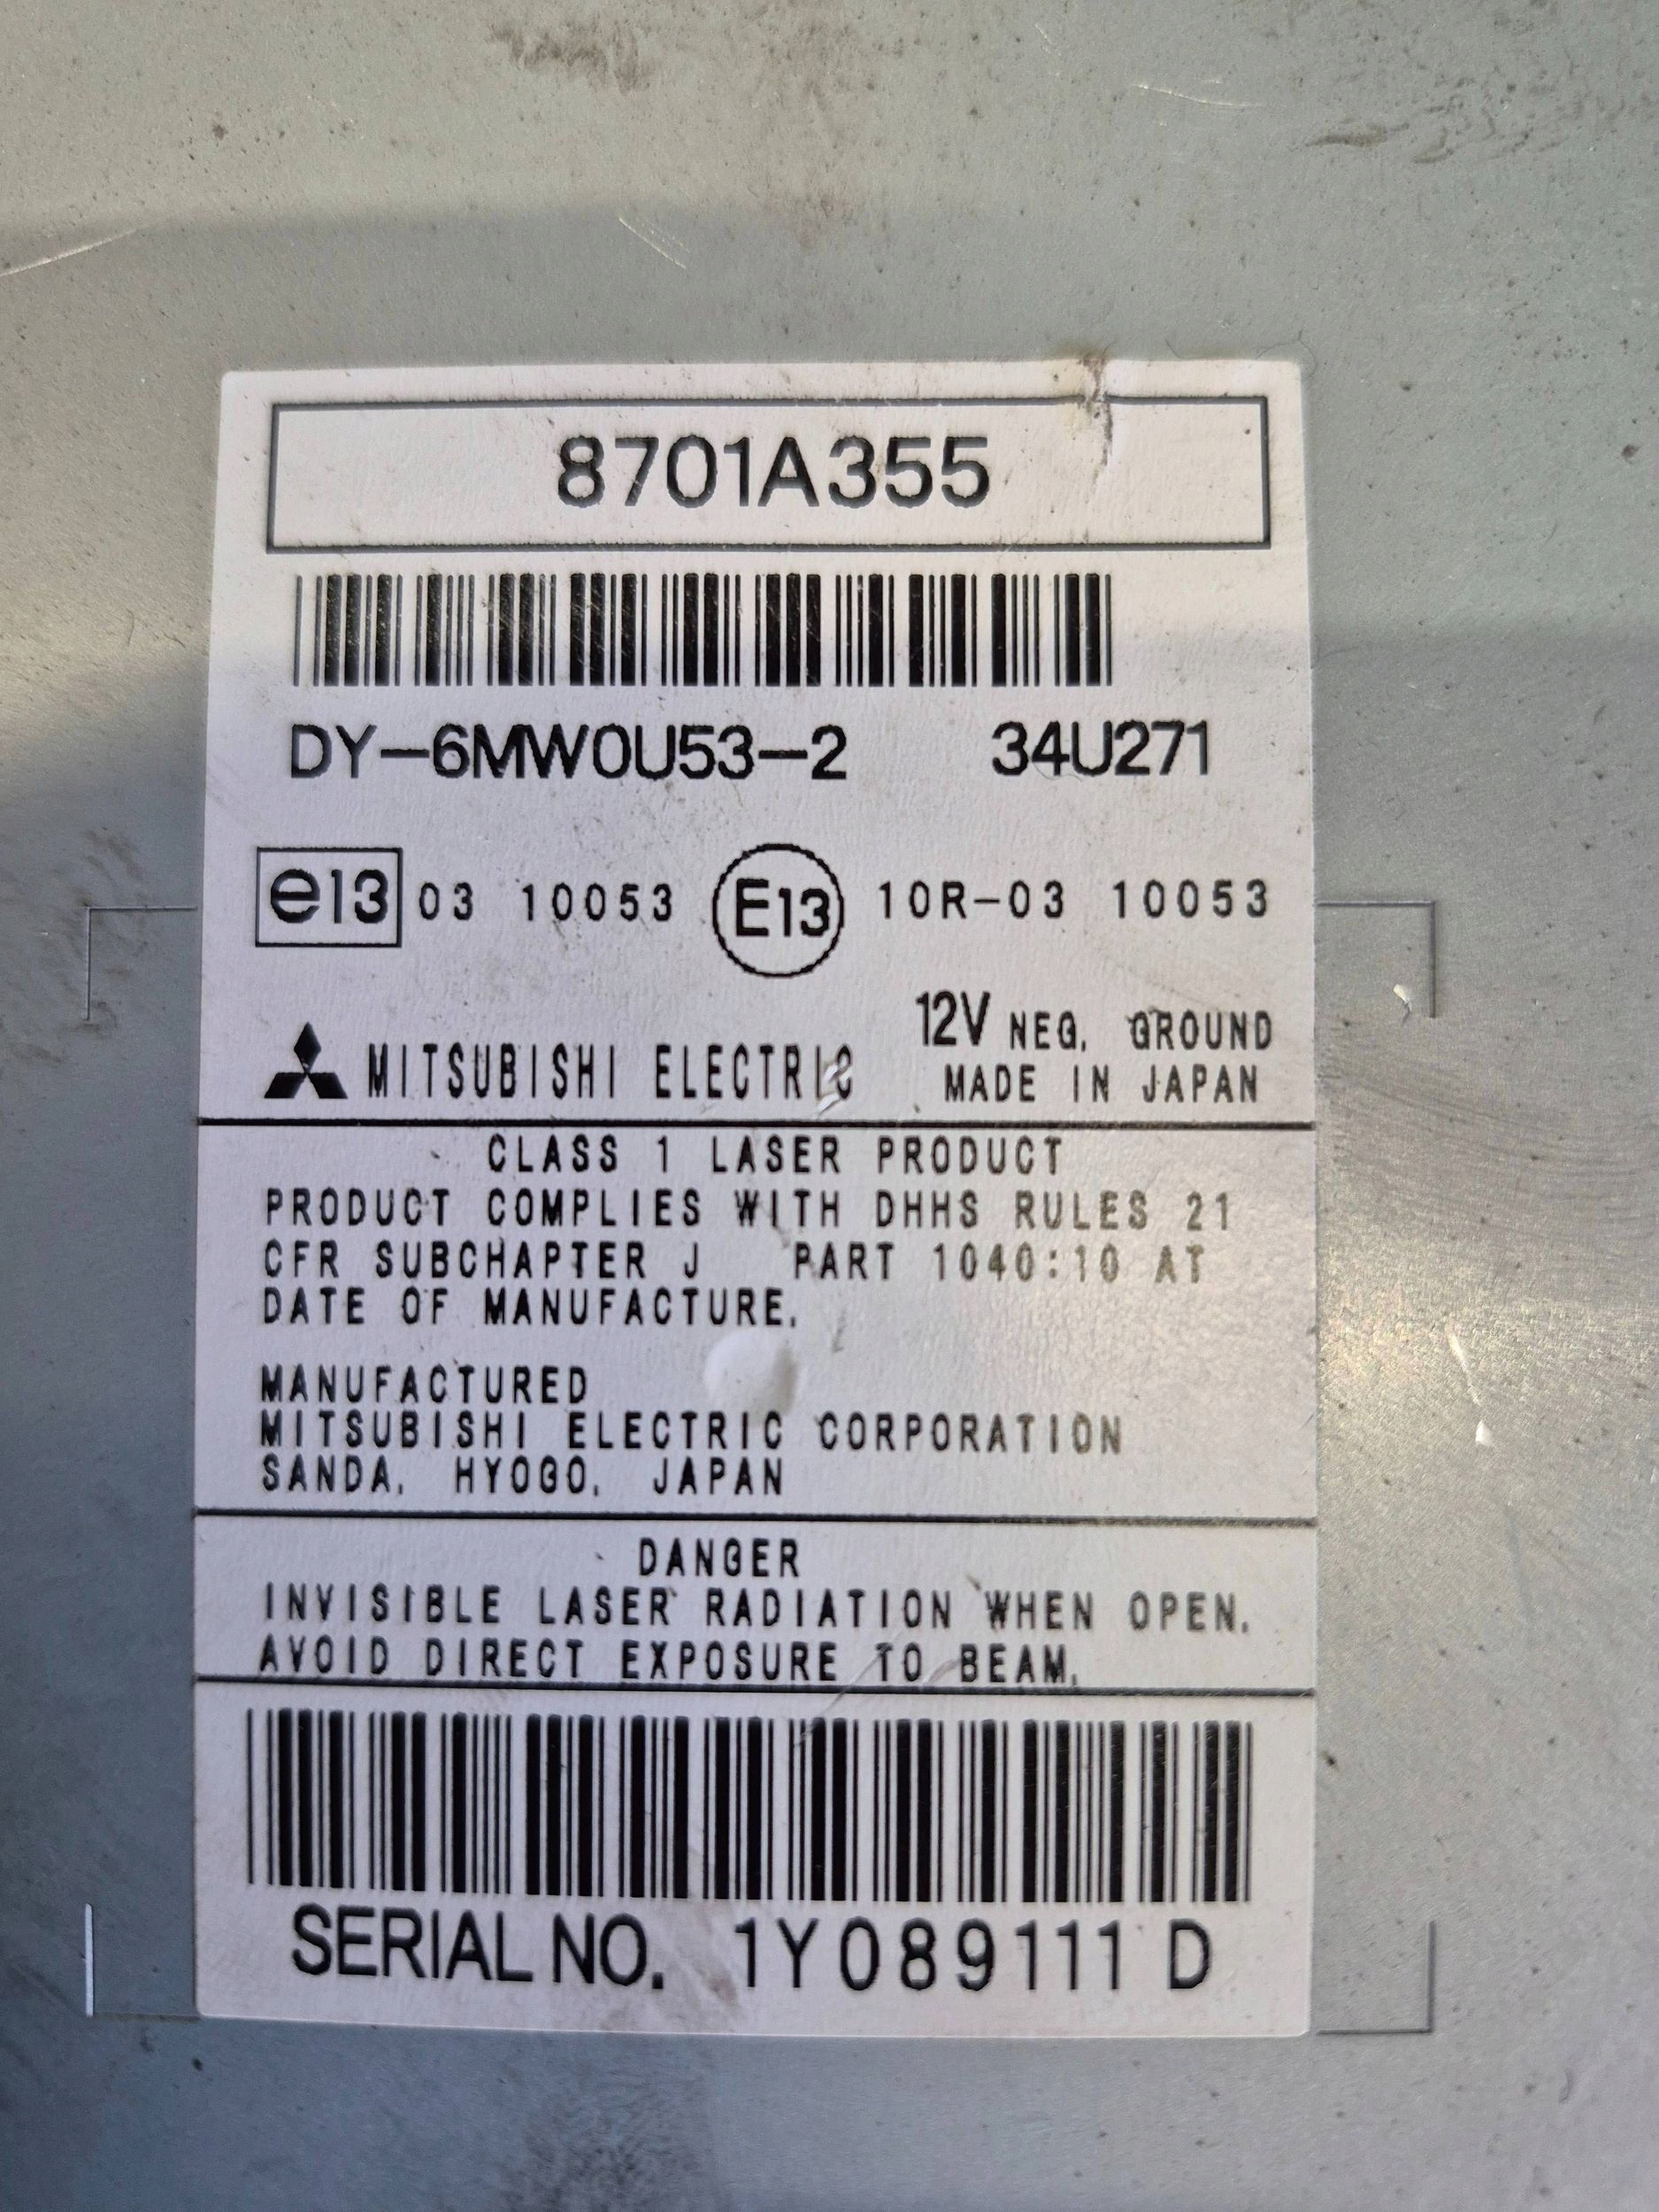 8701A355
DY-6MW0U53-2 34U271
e13 03 10053 E13 10R-03 10053
12V NEG. GROUND
MITSUBISHI ELECTRIC MADE IN JAPAN
CLASS 1 LASER PRODUCT
PRODUCT COMPLIES WITH DHHS RULES 21
CFR SUBCHAPTER J PART 1040:10 AT
DATE OF MANUFACTURE.
MANUFACTURED
MITSUBISHI ELECTRIC CORPORATION
SANDA, HYOGO, JAPAN
DANGER
INVISIBLE LASER RADIATION WHEN OPEN.
AVOID DIRECT EXPOSURE TO BEAM.
SERIAL NO. 1Y089111 D